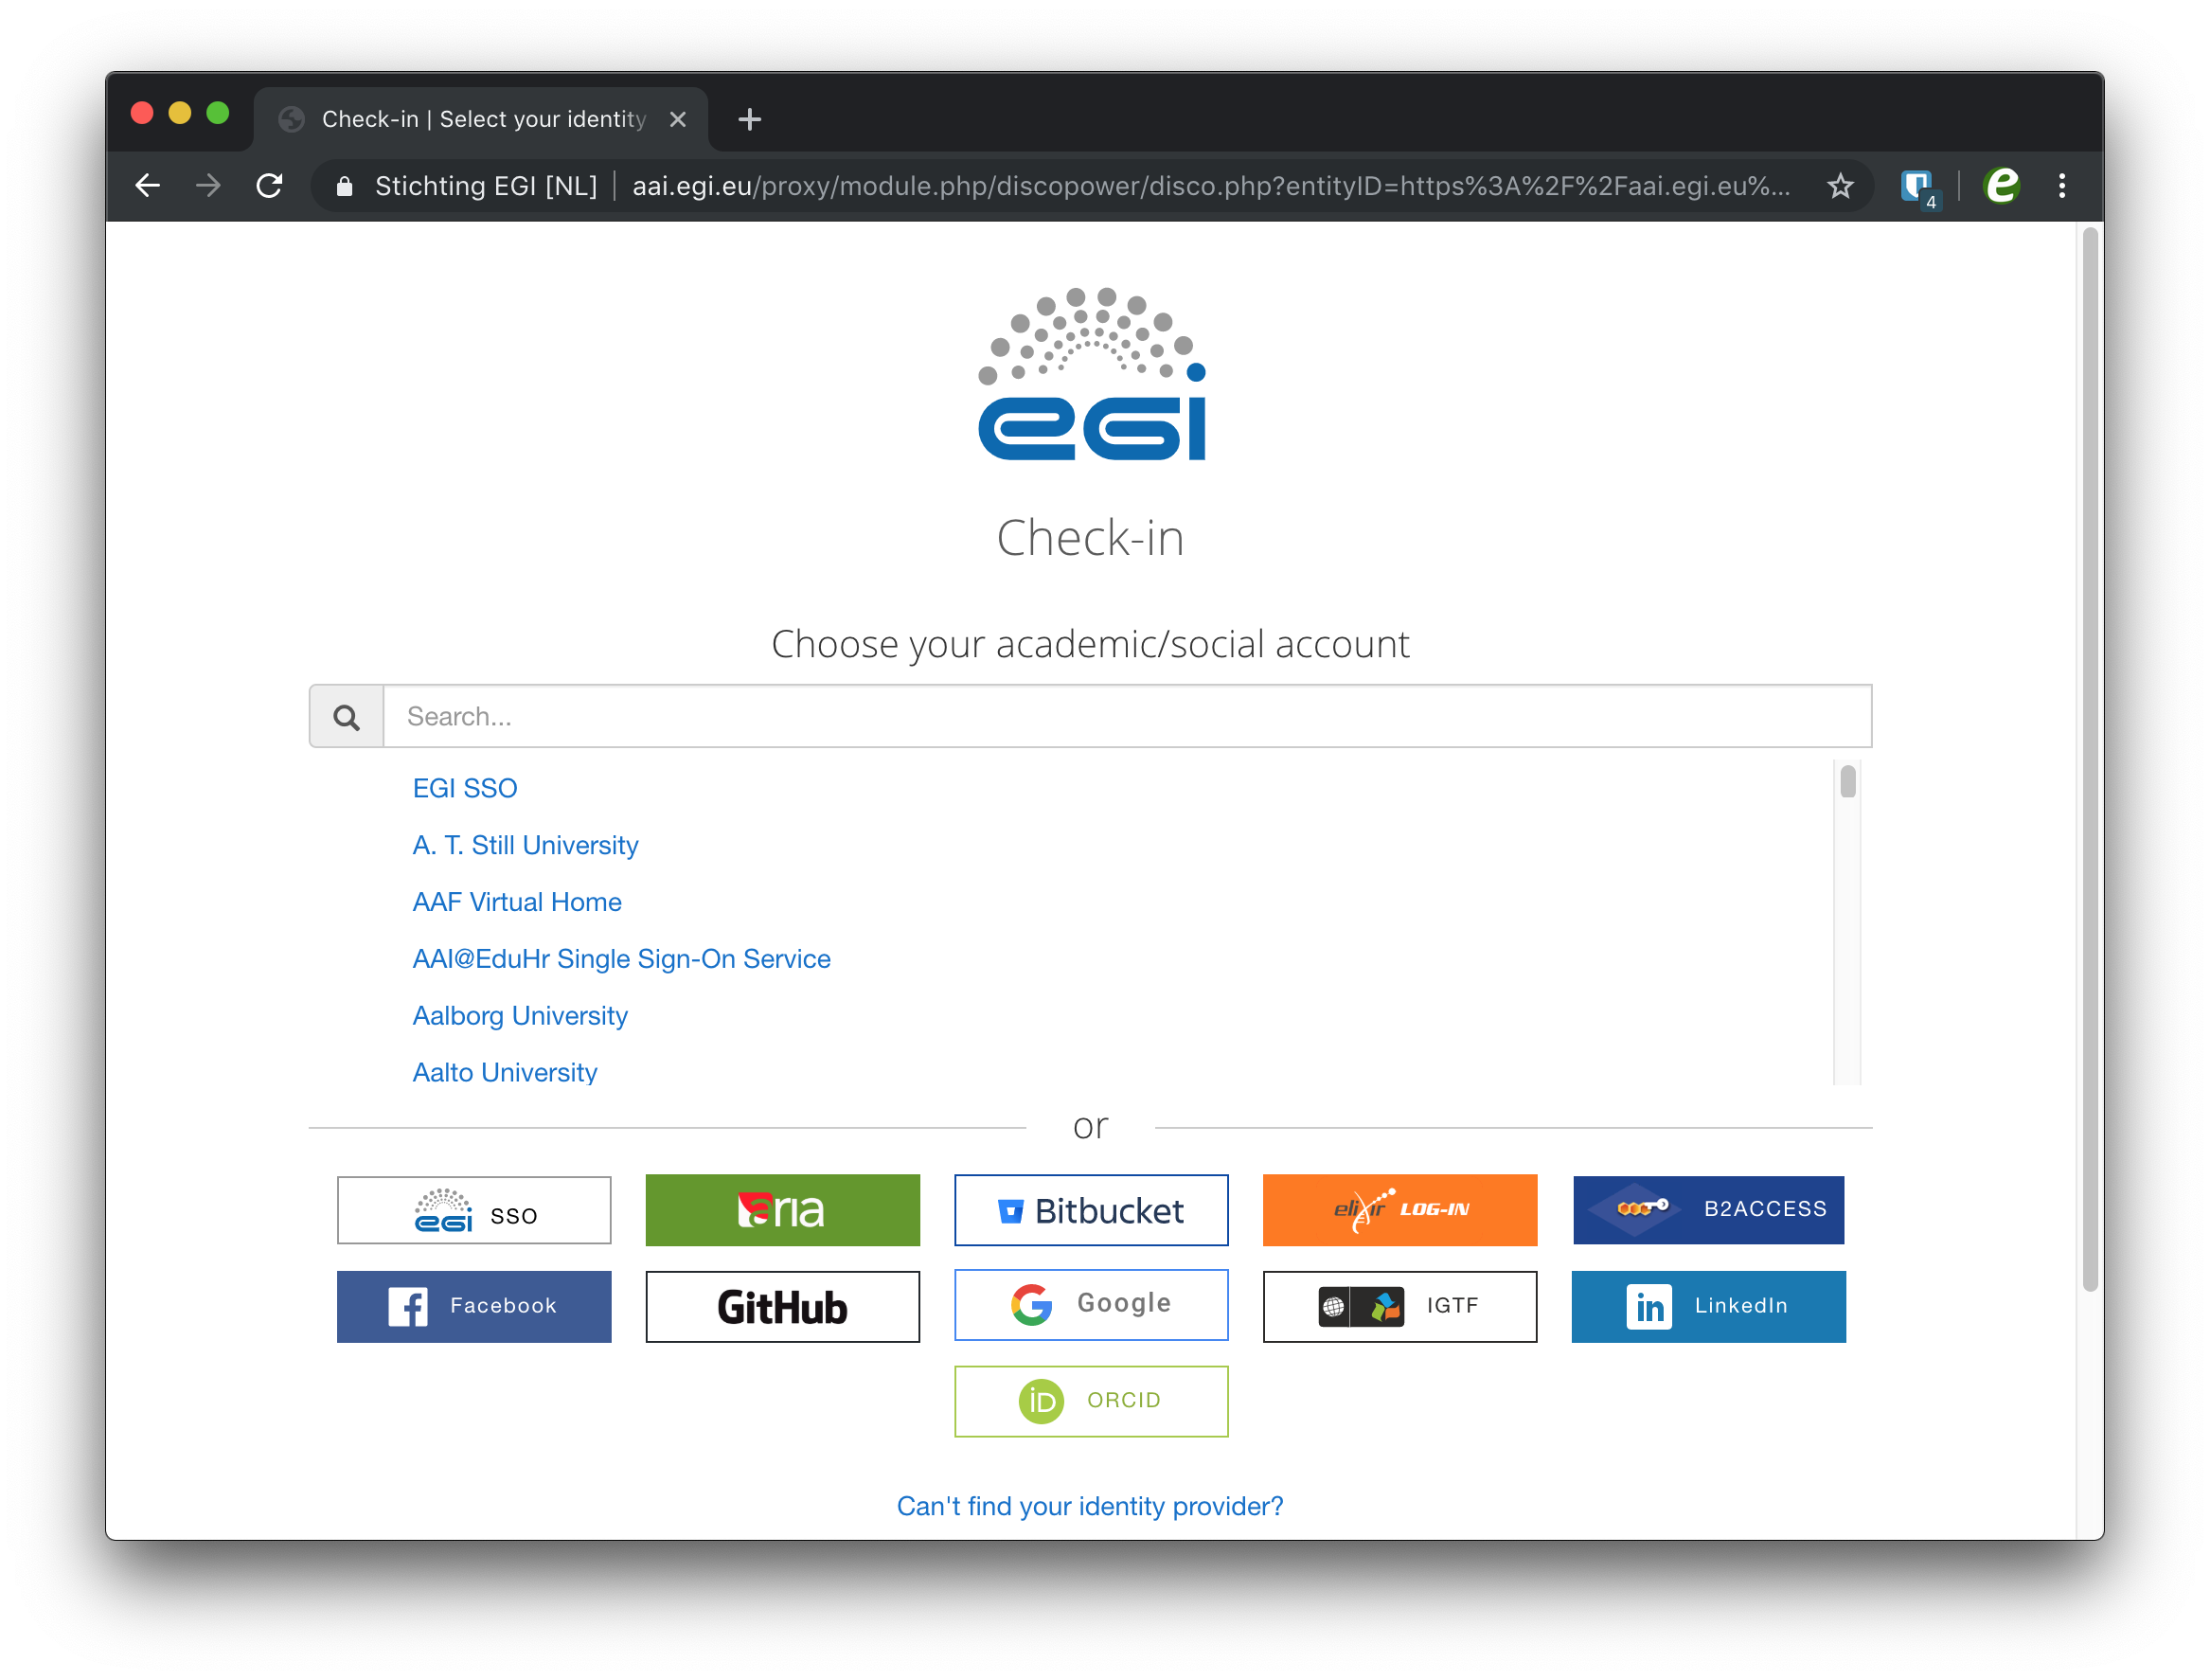 Check-in | Select your identity
Stichting EGI [NL] | aai.egi.eu/proxy/module.php/discopower/disco.php?entityID=https%3A%2F%2Faai.egi.eu%...
4
e
egi
Check-in
Choose your academic/social account
Search...
EGI SSO
A. T. Still University
AAF Virtual Home
AAI@EduHr Single Sign-On Service
Aalborg University
Aalto University
or
egi SSO
aria
Bitbucket
elixir LOG-IN
B2ACCESS
f Facebook
GitHub
G Google
IGTF
in LinkedIn
iD ORCID
Can't find your identity provider?